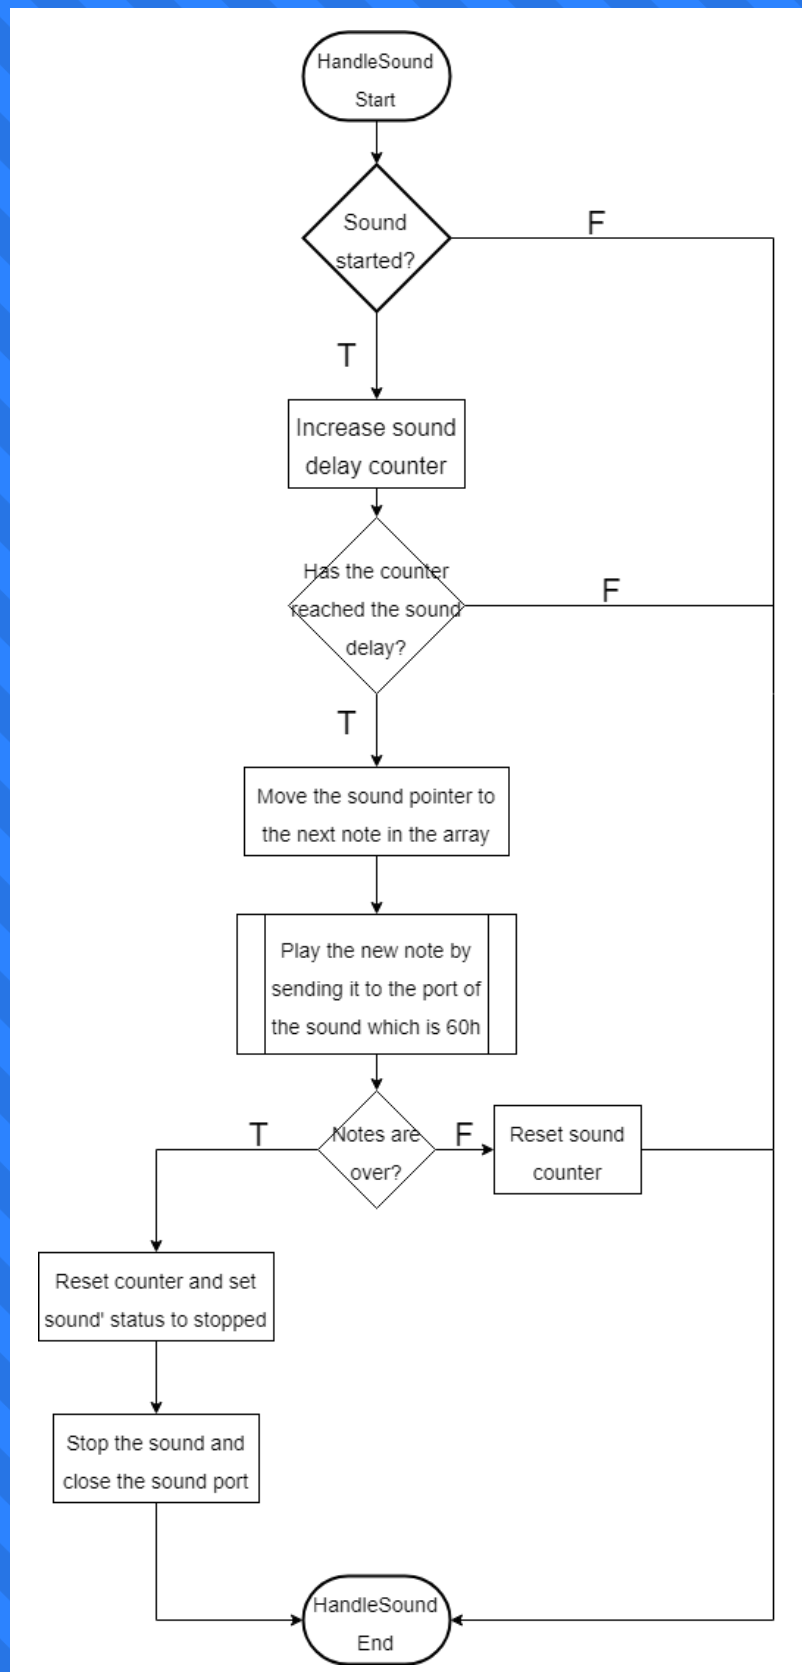 HandleSound
Start
Sound
started?
F
T
Increase sound
delay counter
Has the counter
reached the sound
delay?
F
T
Move the sound pointer to
the next note in the array
Play the new note by
sending it to the port of
the sound which is 60h
Notes are
over?
T
F
Reset sound
counter
Reset counter and set
sound' status to stopped
Stop the sound and
close the sound port
HandleSound
End